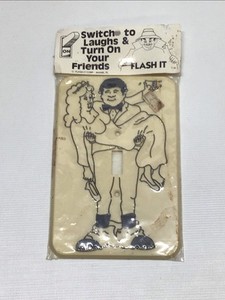 ON
Switch to
Laughs &
Turn On
Your
Friends
FLASH IT